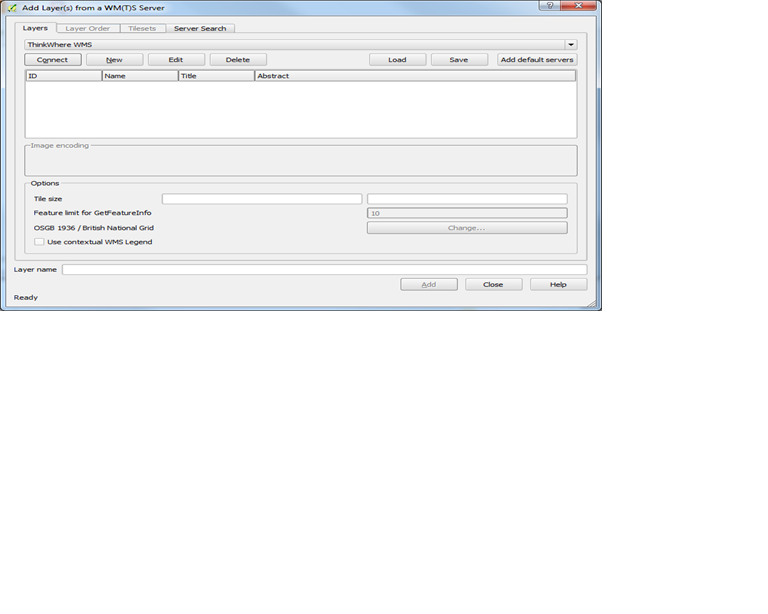 Add Layer(s) from a WM(T)S Server
?
Layers Layer Order Tilesets Server Search
ThinkWhere WMS
Connect New Edit Delete Load Save Add default servers
ID Name Title Abstract
Image encoding
Options
Tile size
Feature limit for GetFeatureInfo 10
OSGB 1936 / British National Grid Change...
Use contextual WMS Legend
Layer name
Add Close Help
Ready